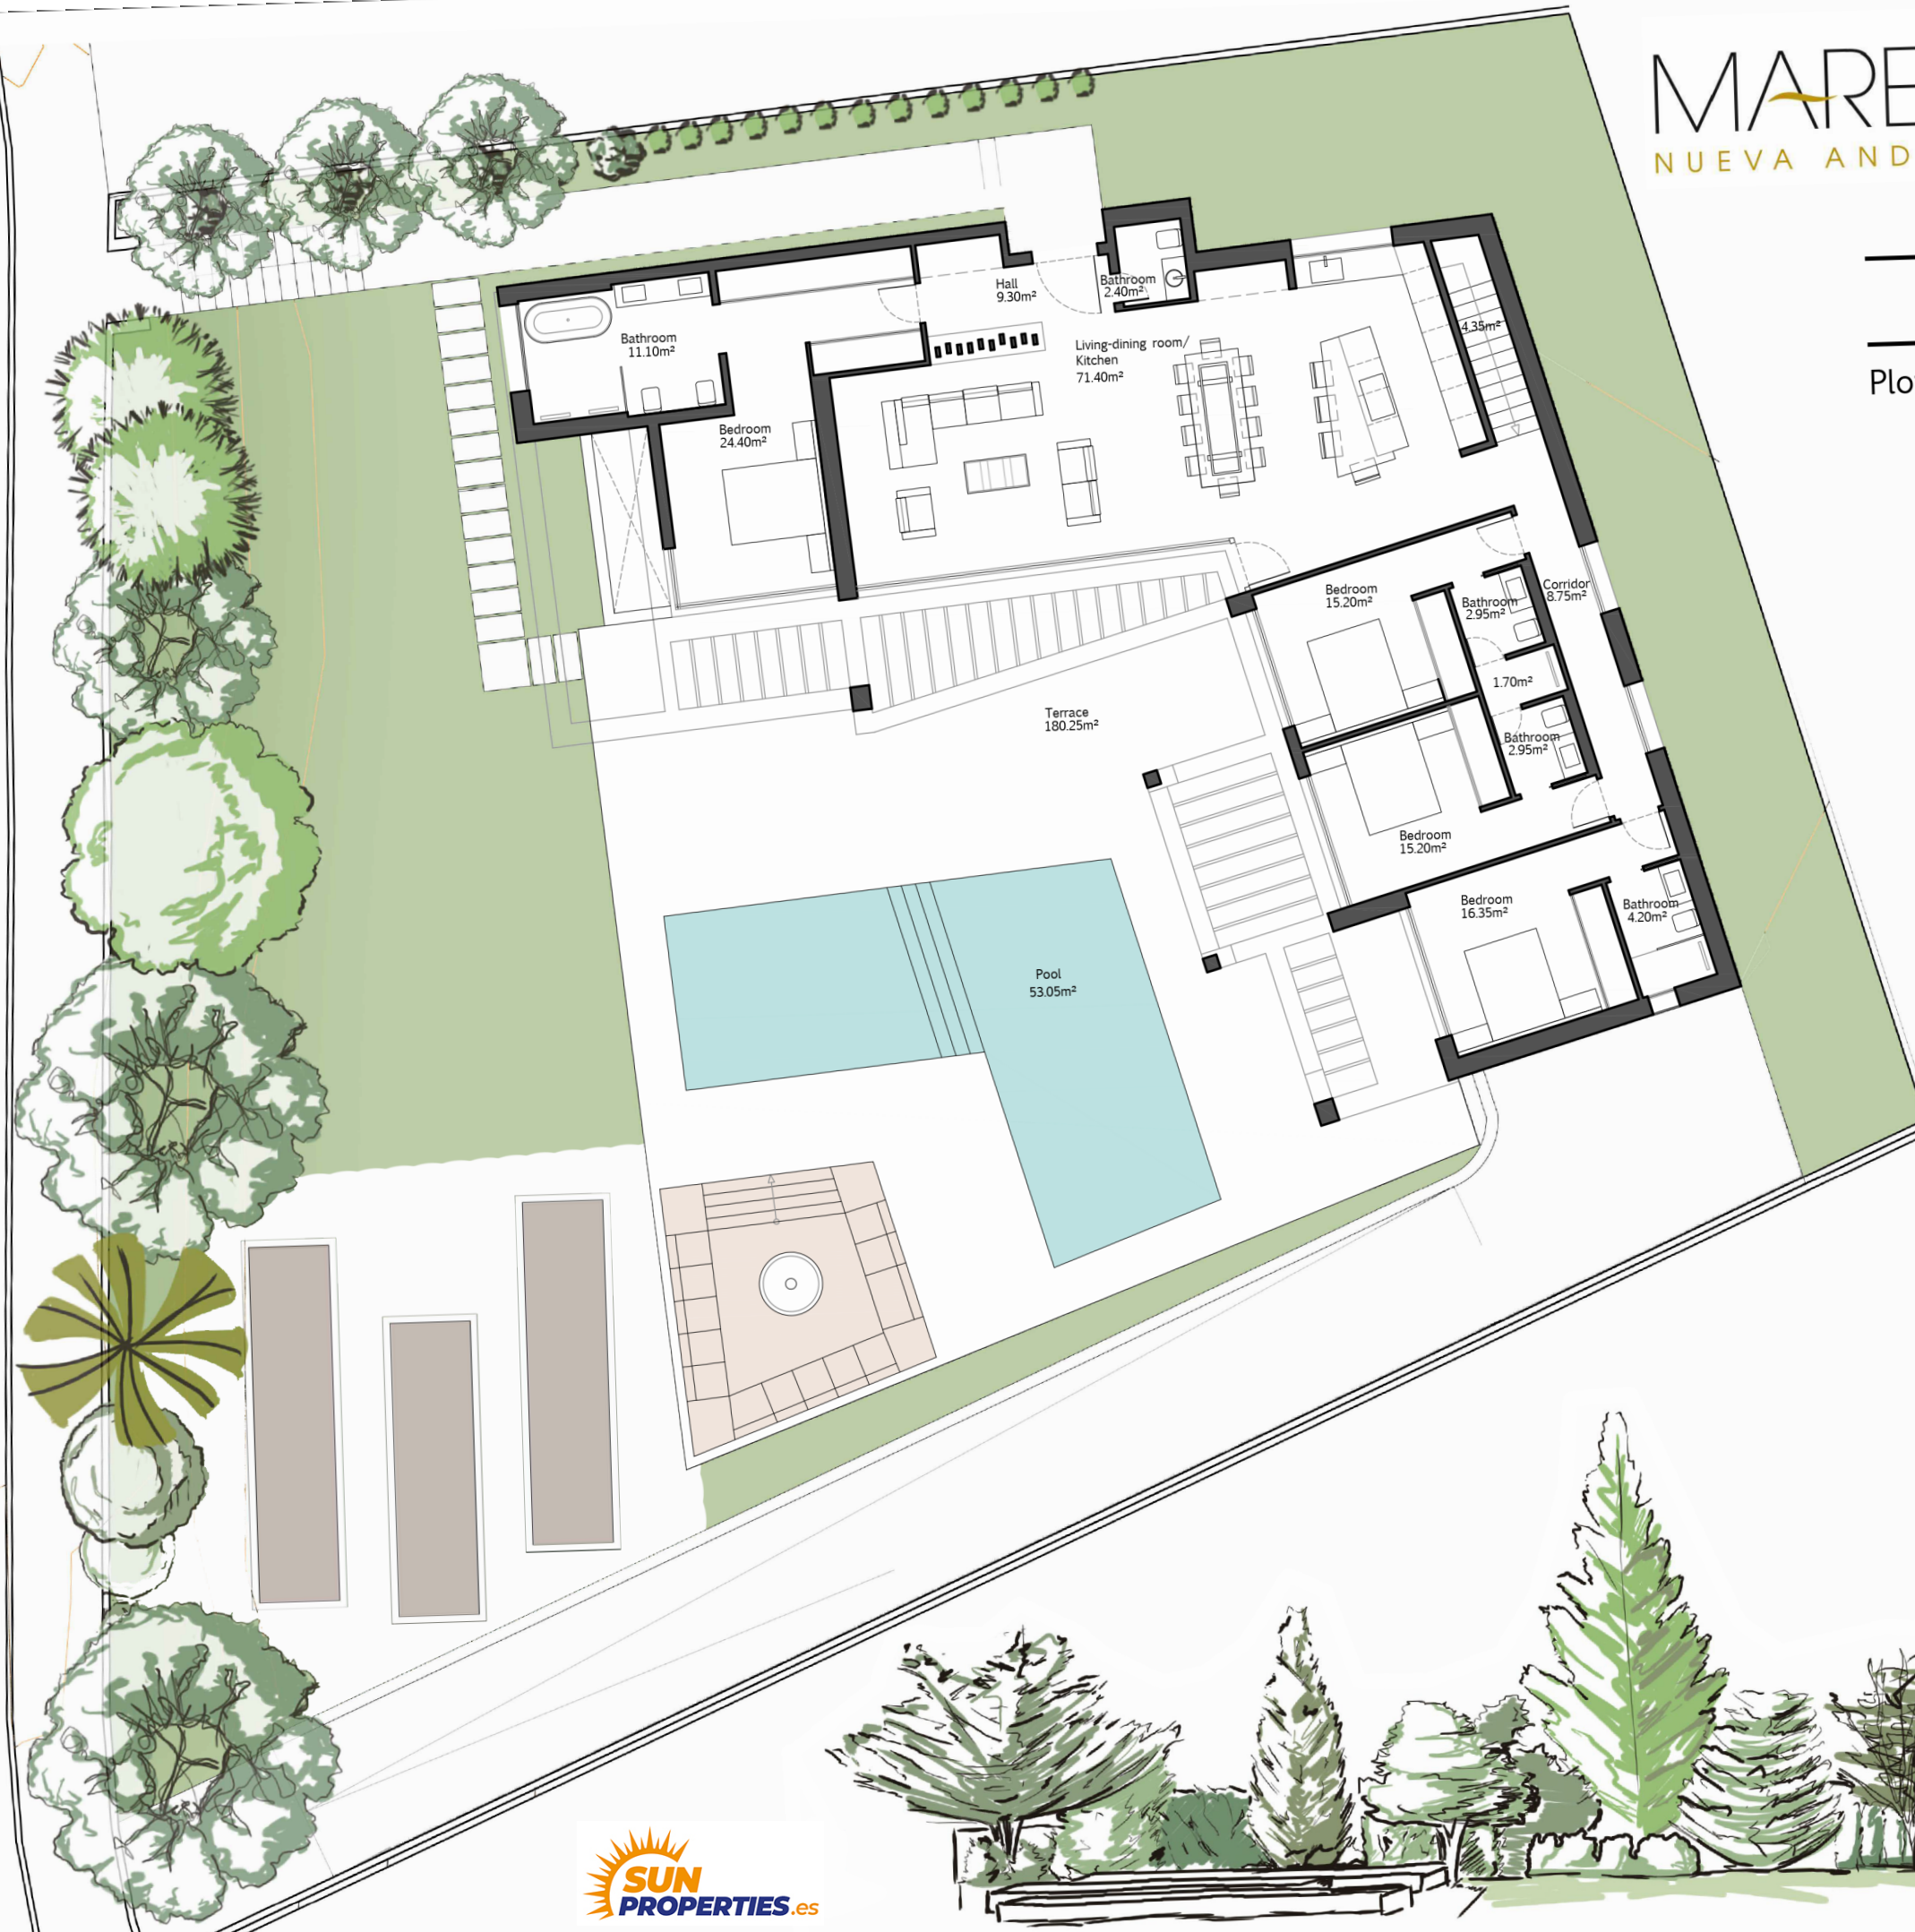 MARE
NUEVA AND
Hall
9.30m²
Bathroom
2.40m²
Bathroom
11.10m²
Living-dining room/
Kitchen
71.40m²
4.35m²
Bedroom
24.40m²
Bedroom
15.20m²
Bathroom
2.95m²
Corridor
8.75m²
1.70m²
Terrace
180.25m²
Bathroom
2.95m²
Bedroom
15.20m²
Bedroom
16.35m²
Bathroom
4.20m²
Pool
53.05m²
SUN
PROPERTIES.es